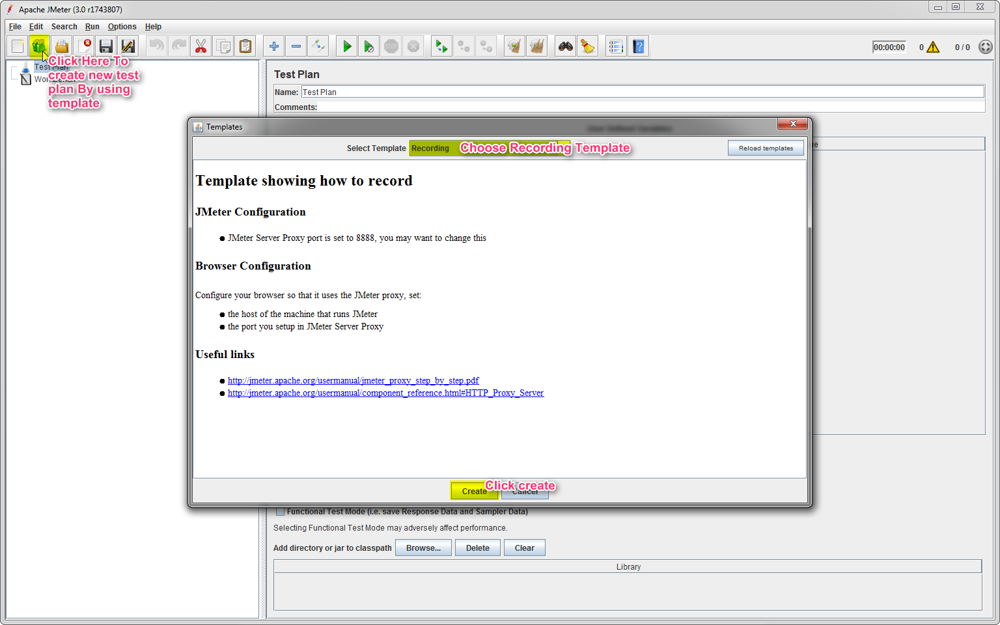 Apache JMeter (3.0 r1743807)
File Edit Search Run Options Help
00:00:00 0 0 / 0
Test Plan
Click Here To
create new test
plan By using
template
Test Plan
Name: Test Plan
Comments:
Templates
User Defined Variables
Select Template Recording Choose Recording Template Reload templates
Template showing how to record
JMeter Configuration
JMeter Server Proxy port is set to 8888, you may want to change this
Browser Configuration
Configure your browser so that it uses the JMeter proxy, set:
the host of the machine that runs JMeter
the port you setup in JMeter Server Proxy
Useful links
http://jmeter.apache.org/usermanual/jmeter_proxy_step_by_step.pdf
http://jmeter.apache.org/usermanual/component_reference.html#HTTP_Proxy_Server
Create Click create Cancel
Functional Test Mode (i.e. save Response Data and Sampler Data)
Selecting Functional Test Mode may adversely affect performance.
Add directory or jar to classpath Browse... Delete Clear
Library